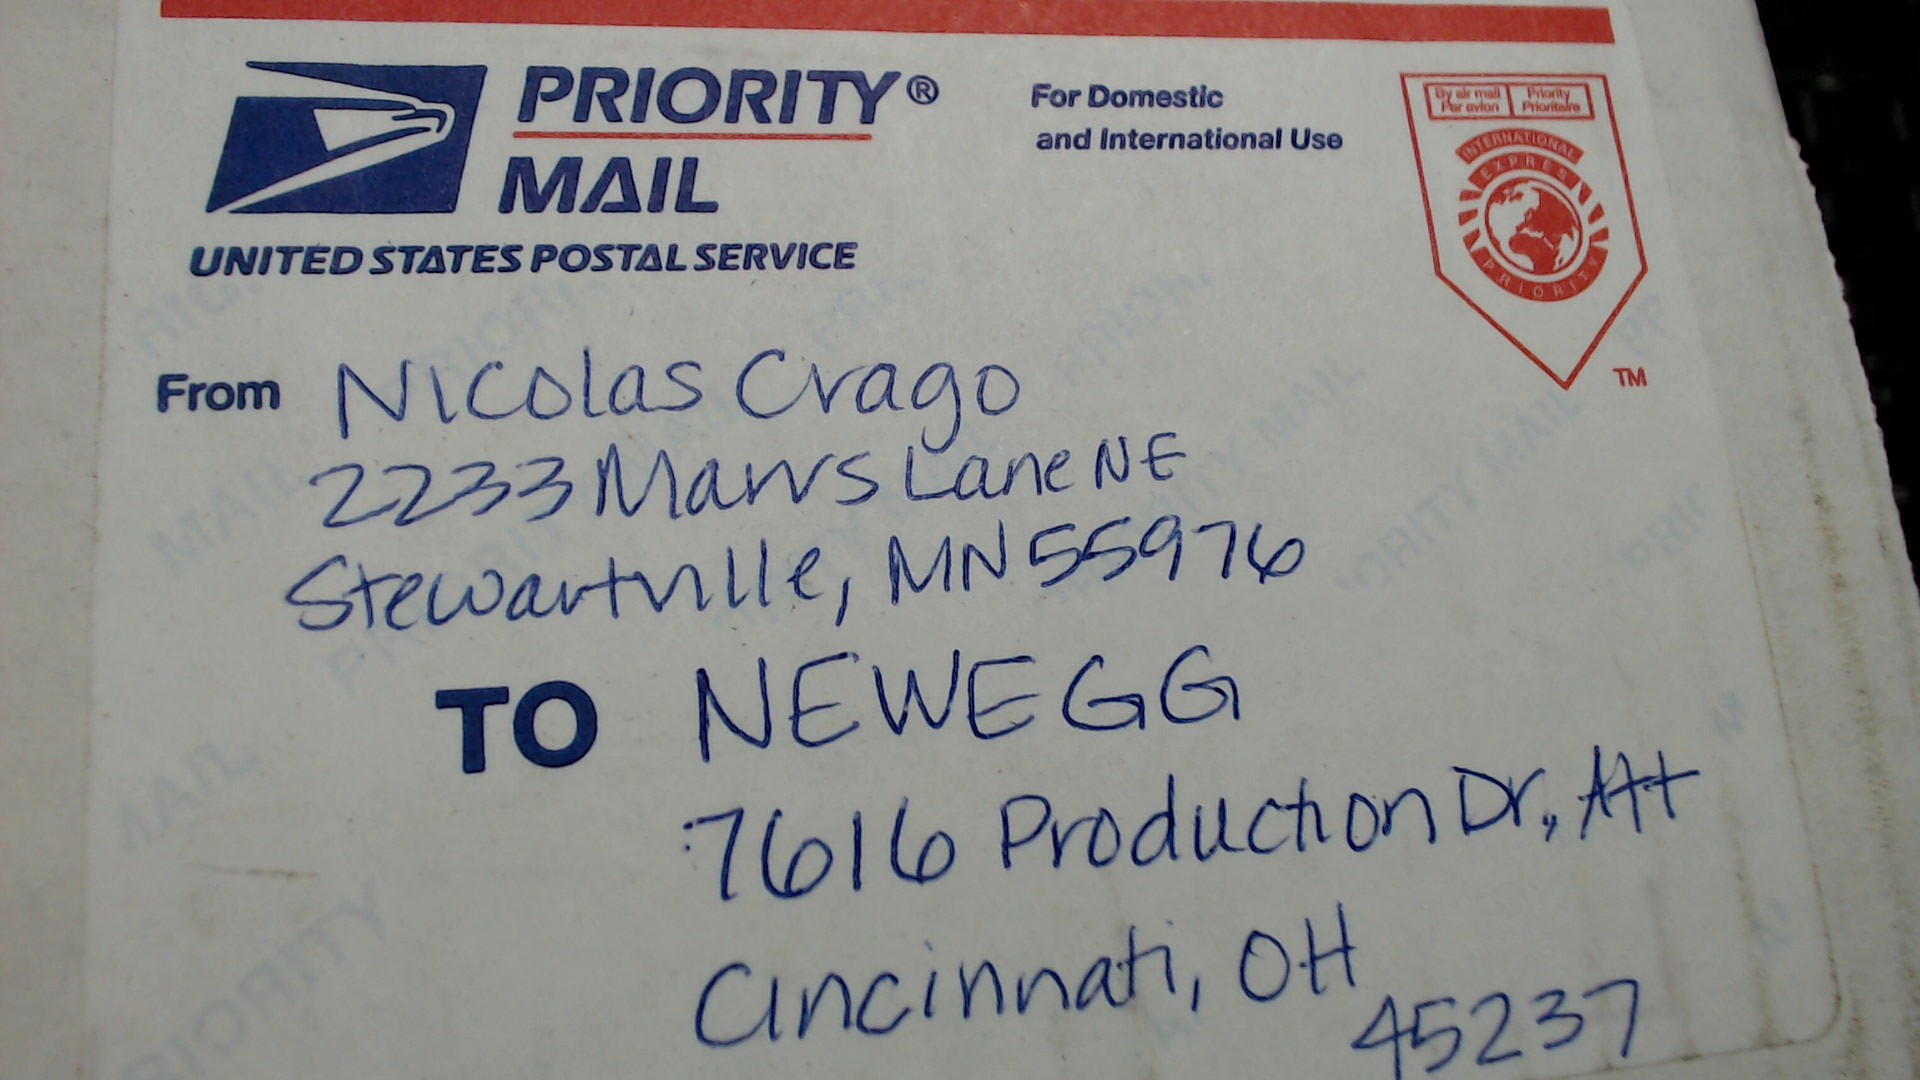 PRIORITY®
MAIL
UNITED STATES POSTAL SERVICE
For Domestic
and International Use
By air mail
Par avion
Priority
Prioritaire
INTERNATIONAL
EXPRES
PRIORITY
TM
From Nicolas Crago
2233 Marrs Lane NE
Stewartville, MN 55976
TO NEWEGG
7616 Production Dr., Att
Cincinnati, OH
45237